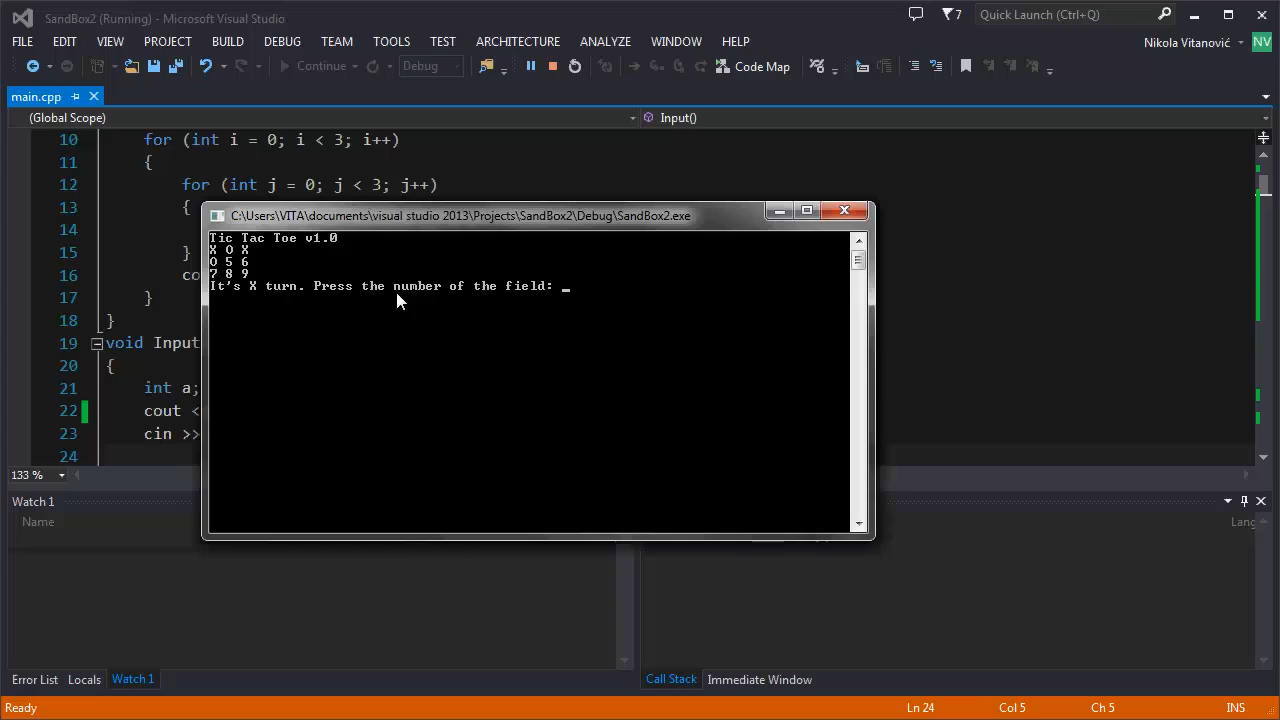 SandBox2 (Running) - Microsoft Visual Studio
7
Quick Launch (Ctrl+Q)
FILE EDIT VIEW PROJECT BUILD DEBUG TEAM TOOLS TEST ARCHITECTURE ANALYZE WINDOW HELP
Nikola Vitanović NV
Continue Debug Code Map
main.cpp
(Global Scope) Input()
10 for (int i = 0; i < 3; i++)
11 {
12 for (int j = 0; j < 3; j++)
13 {
14
15 }
16 co
17 }
18 }
19 void Input
20 {
21 int a;
22 cout <
23 cin >>
24
C:\Users\VITA\documents\visual studio 2013\Projects\SandBox2\Debug\SandBox2.exe
Tic Tac Toe v1.0
X O X
O 5 6
7 8 9
It's X turn. Press the number of the field: _
133 %
Watch 1
Name
Lang
Error List Locals Watch 1
Call Stack Immediate Window
Ready Ln 24 Col 5 Ch 5 INS